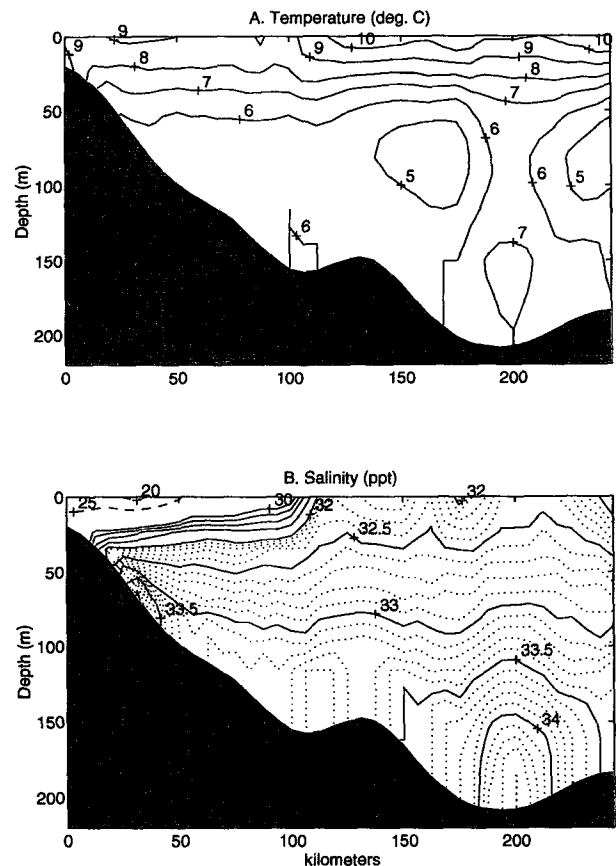 A. Temperature (deg. C)
0
50
100
150
200
Depth (m)
9 9 9 10 10
8 8
7 7
6 6
5 6 5
6 7
0 50 100 150 200
B. Salinity (ppt)
0
50
100
150
200
Depth (m)
25 20 30 32 32
32.5
33.5 33
33.5
34
0 50 100 150 200
kilometers